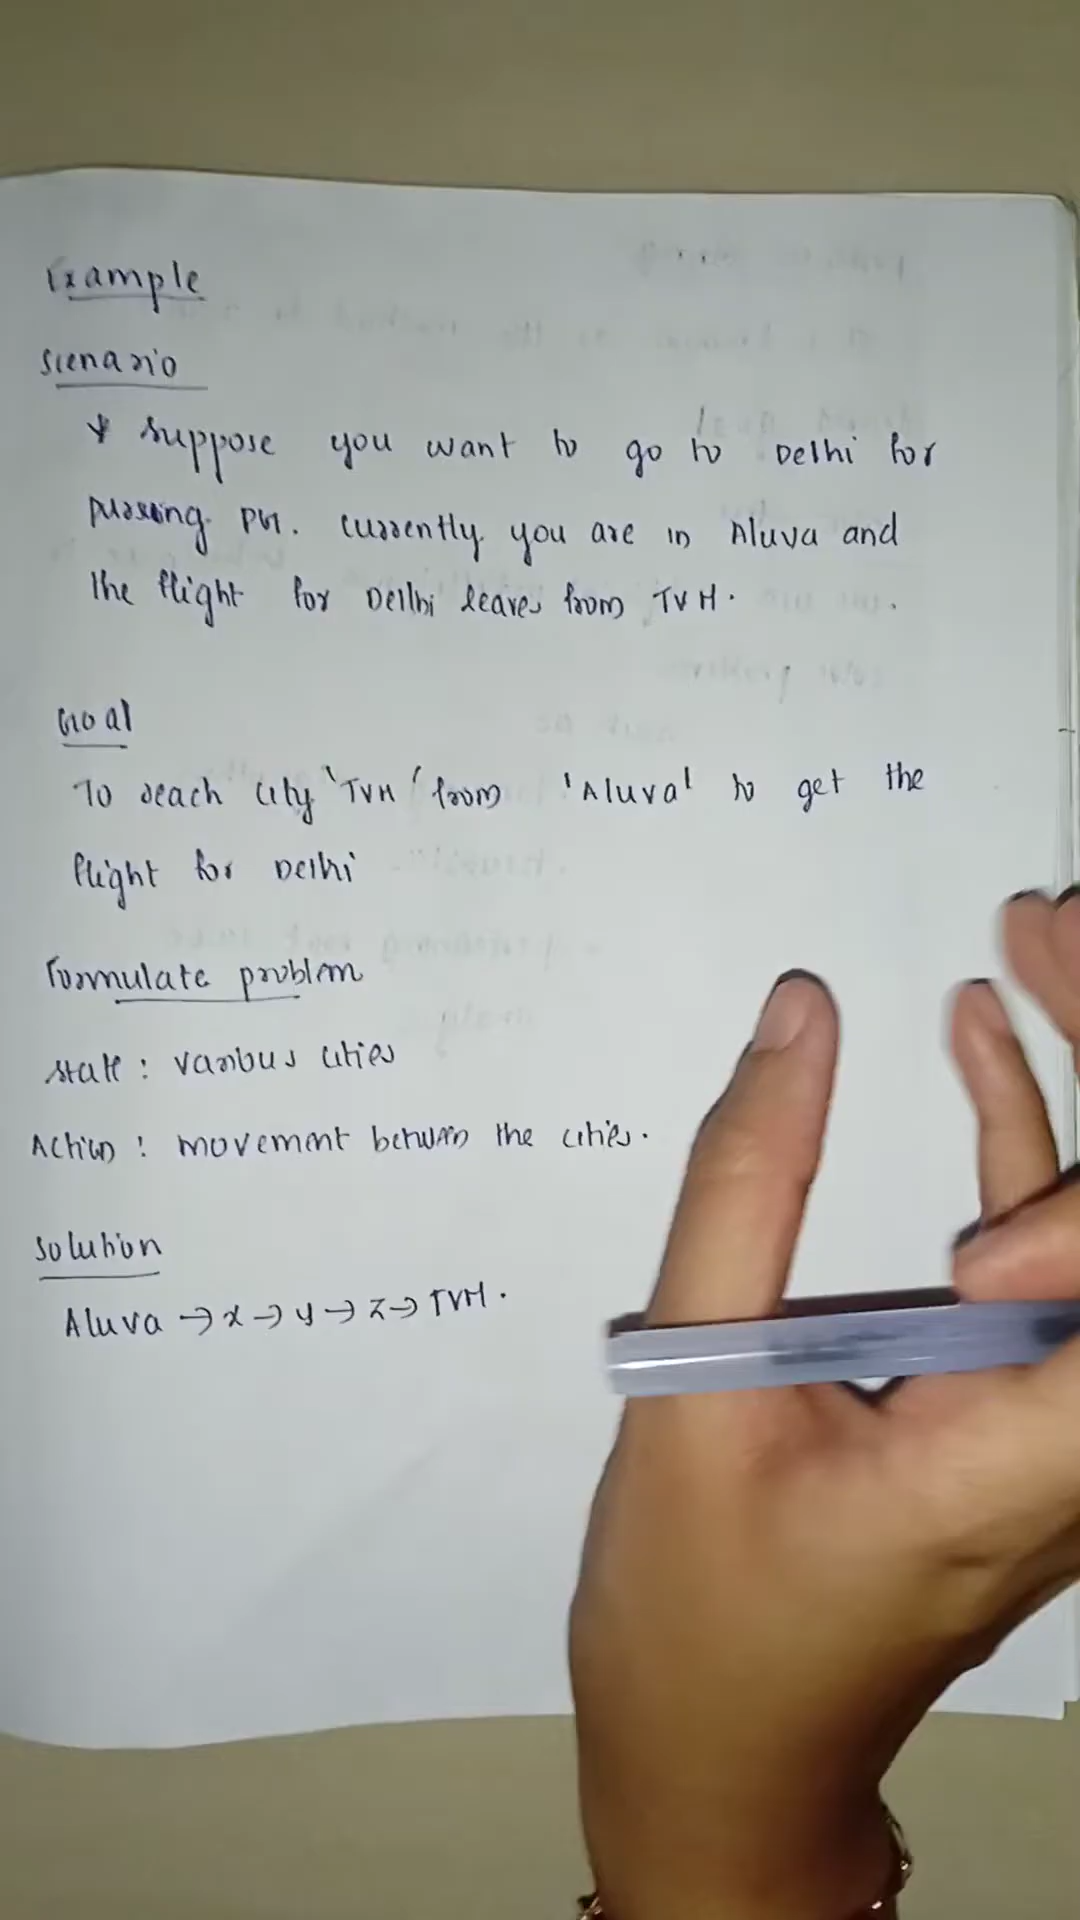 Example
Scenario
* Suppose you want to go to Delhi for
pursuing PG. Currently you are in Aluva and
the flight for Delhi leaves from TVM.
Goal
To reach city 'TVM' from 'Aluva' to get the
flight for Delhi
Formulate problem
State : various cities
Action : movement between the cities.
Solution
Aluva → x → y → z → TVM.